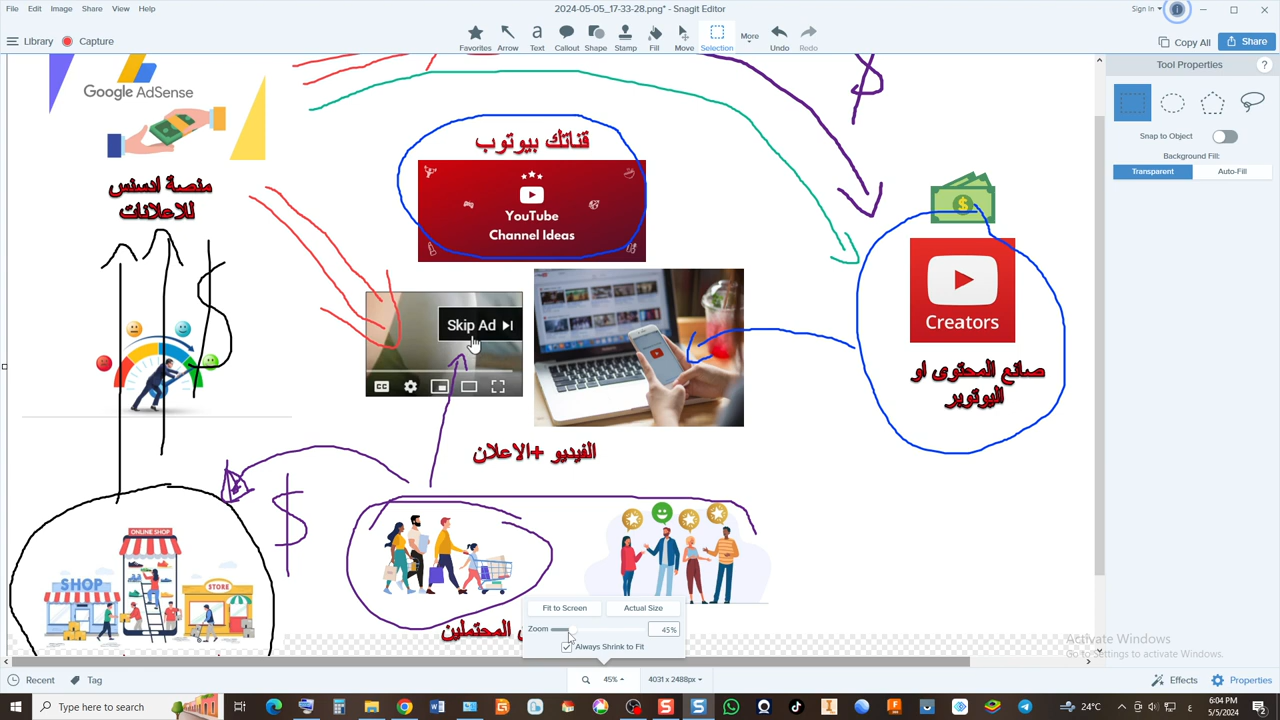 File Edit Image Share View Help
2024-05-05_17-33-28.png* - Snagit Editor
Sign In
Library Capture
Favorites Arrow Text Callout Shape Stamp Fill Move Selection More Undo Redo
Copy All Share
Tool Properties
Snap to Object
Background Fill:
Transparent Auto-Fill
Google AdSense
منصة ادسنس
للاعلانات
قناتك بيوتوب
YouTube
Channel Ideas
Skip Ad
CC
$
$
$
$
Creators
صانع المحتوى او
اليوتوبر
الفيديو +الاعلان
ONLINE SHOP
SHOP
STORE
المحتملين
Fit to Screen Actual Size
Zoom 45%
Always Shrink to Fit
Activate Windows
Go to Settings to activate Windows.
Recent Tag
45% 4031 x 2488px
Effects Properties
Type here to search
24°C
6:04 PM
5/5/2024